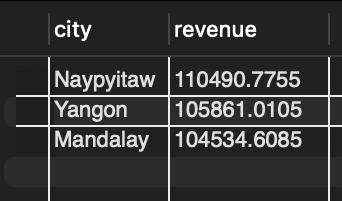 city revenue
Naypyitaw 110490.7755
Yangon 105861.0105
Mandalay 104534.6085